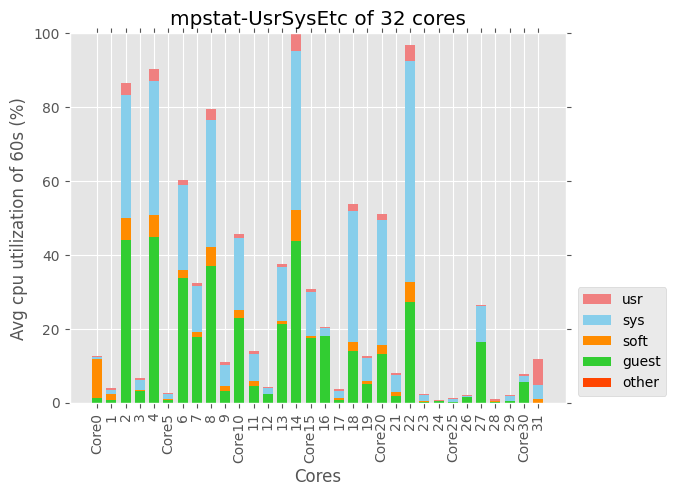 mpstat-UsrSysEtc of 32 cores
Avg cpu utilization of 60s (%)
100
80
60
40
20
0
Core0
1
2
3
4
Core5
6
7
8
9
Core10
11
12
13
14
Core15
16
17
18
19
Core20
21
22
23
24
Core25
26
27
28
29
Core30
31
Cores
usr
sys
soft
guest
other